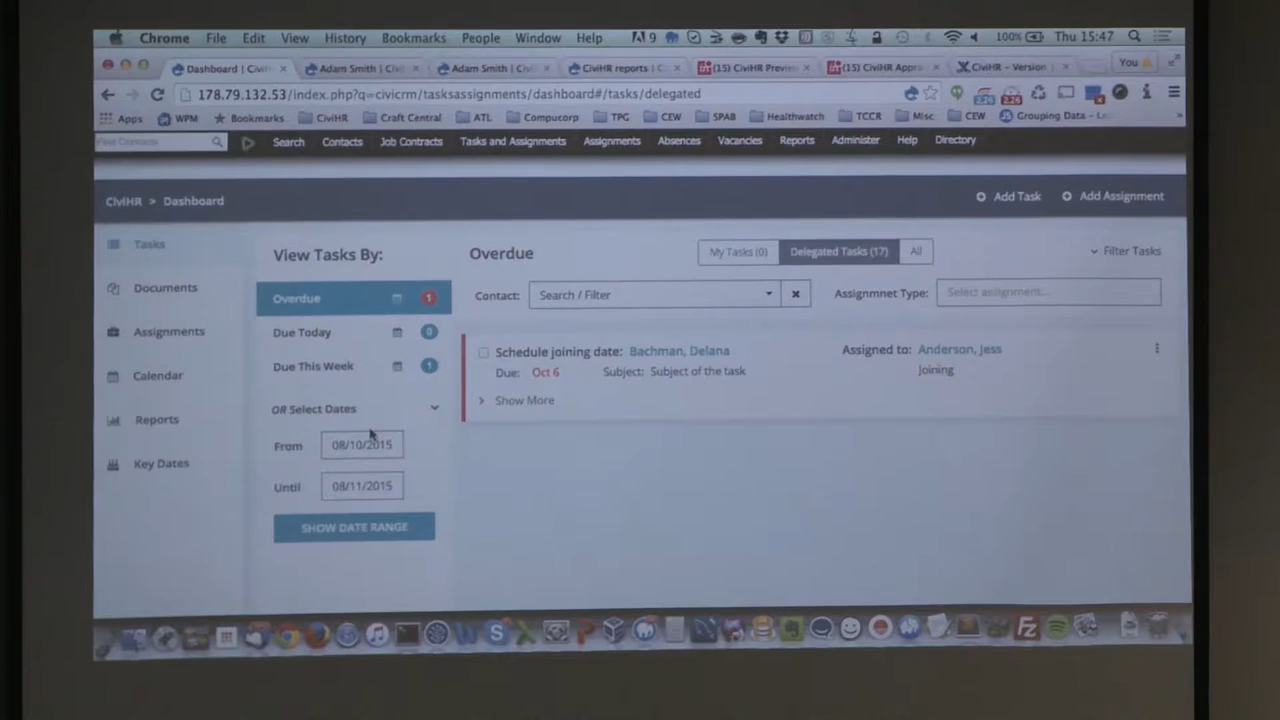 Chrome File Edit View History Bookmarks People Window Help 9 100% Thu 15:47
Dashboard | Civi Adam Smith | Civi Adam Smith | Civi CiviHR reports | C (15) CiviHR Previe (15) CiviHR Appr CiviHR - Version You
178.79.132.53/index.php?q=civicrm/tasksassignments/dashboard#/tasks/delegated
Apps WPM Bookmarks CiviHR Craft Central ATL Compucorp TPG CEW SPAB Healthwatch TCCR Misc CEW Grouping Data - Le
Find Contacts Search Contacts Job Contracts Tasks and Assignments Assignments Absences Vacancies Reports Administer Help Directory
CiviHR > Dashboard Add Task Add Assignment
Tasks
Documents
Assignments
Calendar
Reports
Key Dates
View Tasks By:
Overdue 1
Due Today 0
Due This Week 1
OR Select Dates
From 08/10/2015
Until 08/11/2015
SHOW DATE RANGE
Overdue My Tasks (0) Delegated Tasks (17) All Filter Tasks
Contact: Search / Filter Assignmnet Type: Select assignment...
Schedule joining date: Bachman, Delana Assigned to: Anderson, Jess
Due: Oct 6 Subject: Subject of the task Joining
Show More